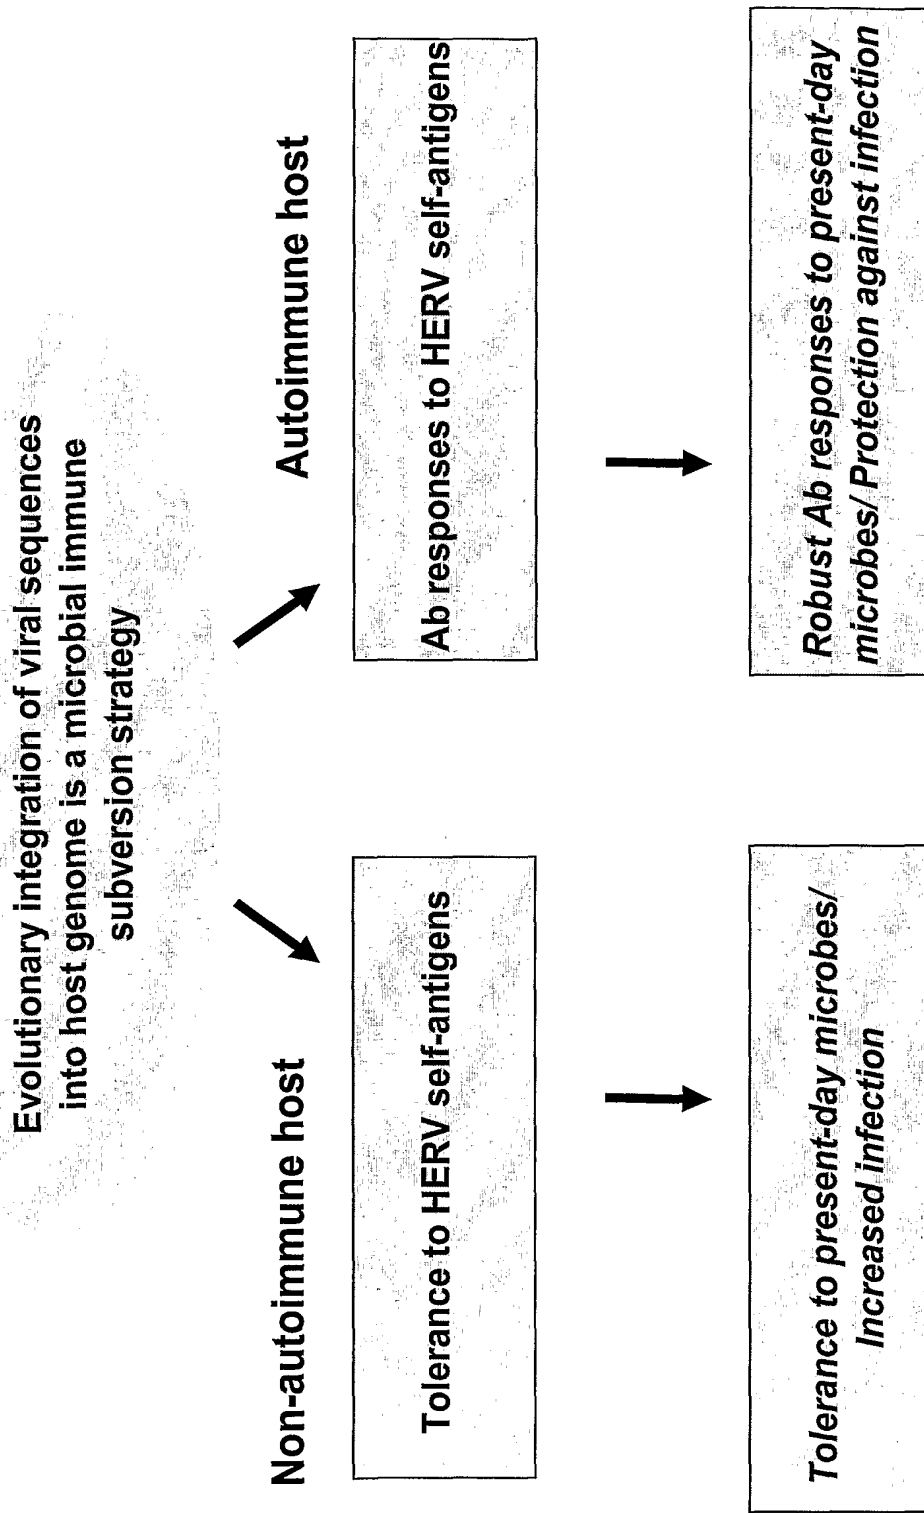 Evolutionary integration of viral sequences
into host genome is a microbial immune
subversion strategy
Non-autoimmune host
Autoimmune host
Tolerance to HERV self-antigens
Ab responses to HERV self-antigens
Tolerance to present-day microbes/
Increased infection
Robust Ab responses to present-day
microbes/ Protection against infection